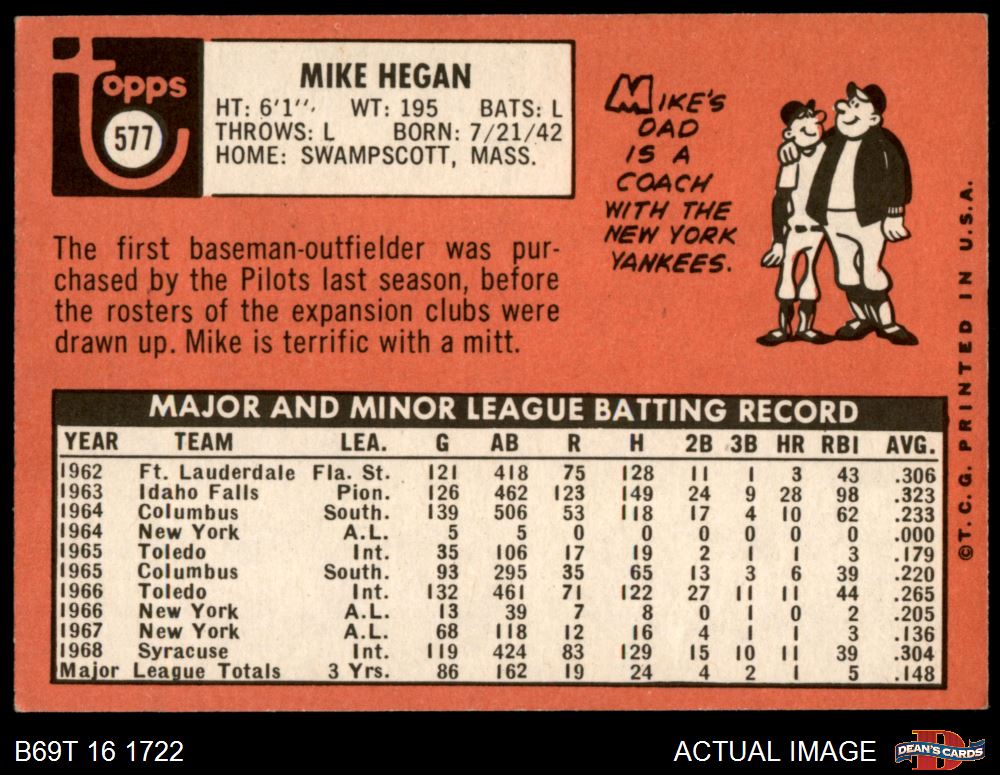 topps
577
MIKE HEGAN
HT: 6'1" WT: 195 BATS: L
THROWS: L BORN: 7/21/42
HOME: SWAMPSCOTT, MASS.
MIKE'S
DAD
IS A
COACH
WITH THE
NEW YORK
YANKEES.
The first baseman-outfielder was pur-
chased by the Pilots last season, before
the rosters of the expansion clubs were
drawn up. Mike is terrific with a mitt.
MAJOR AND MINOR LEAGUE BATTING RECORD
YEAR TEAM LEA. G AB R H 2B 3B HR RBI AVG.
1962 Ft. Lauderdale Fla. St. 121 418 75 128 11 1 3 43 .306
1963 Idaho Falls Pion. 126 462 123 149 24 9 28 98 .323
1964 Columbus South. 139 506 53 118 17 4 10 62 .233
1964 New York A.L. 5 5 0 0 0 0 0 0 .000
1965 Toledo Int. 35 106 17 19 2 1 1 3 .179
1965 Columbus South. 93 295 35 65 13 3 6 39 .220
1966 Toledo Int. 132 461 71 122 27 11 11 44 .265
1966 New York A.L. 13 39 7 8 0 1 0 2 .205
1967 New York A.L. 68 118 12 16 4 1 1 3 .136
1968 Syracuse Int. 119 424 83 129 15 10 11 39 .304
Major League Totals 3 Yrs. 86 162 19 24 4 2 1 5 .148
©T.C.G. PRINTED IN U.S.A.
B69T 16 1722
ACTUAL IMAGE
DEAN'S CARDS